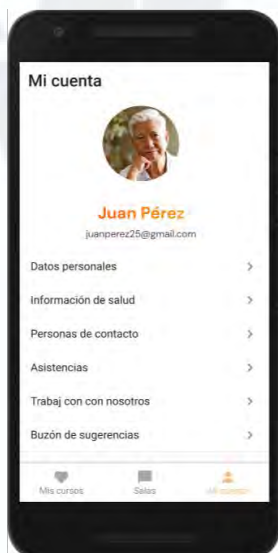 Mi cuenta
Juan Pérez
juanperez25@gmail.com
Datos personales
Información de salud
Personas de contacto
Asistencias
Trabaj con con nosotros
Buzón de sugerencias
Mis cursos Salas Mi cuenta